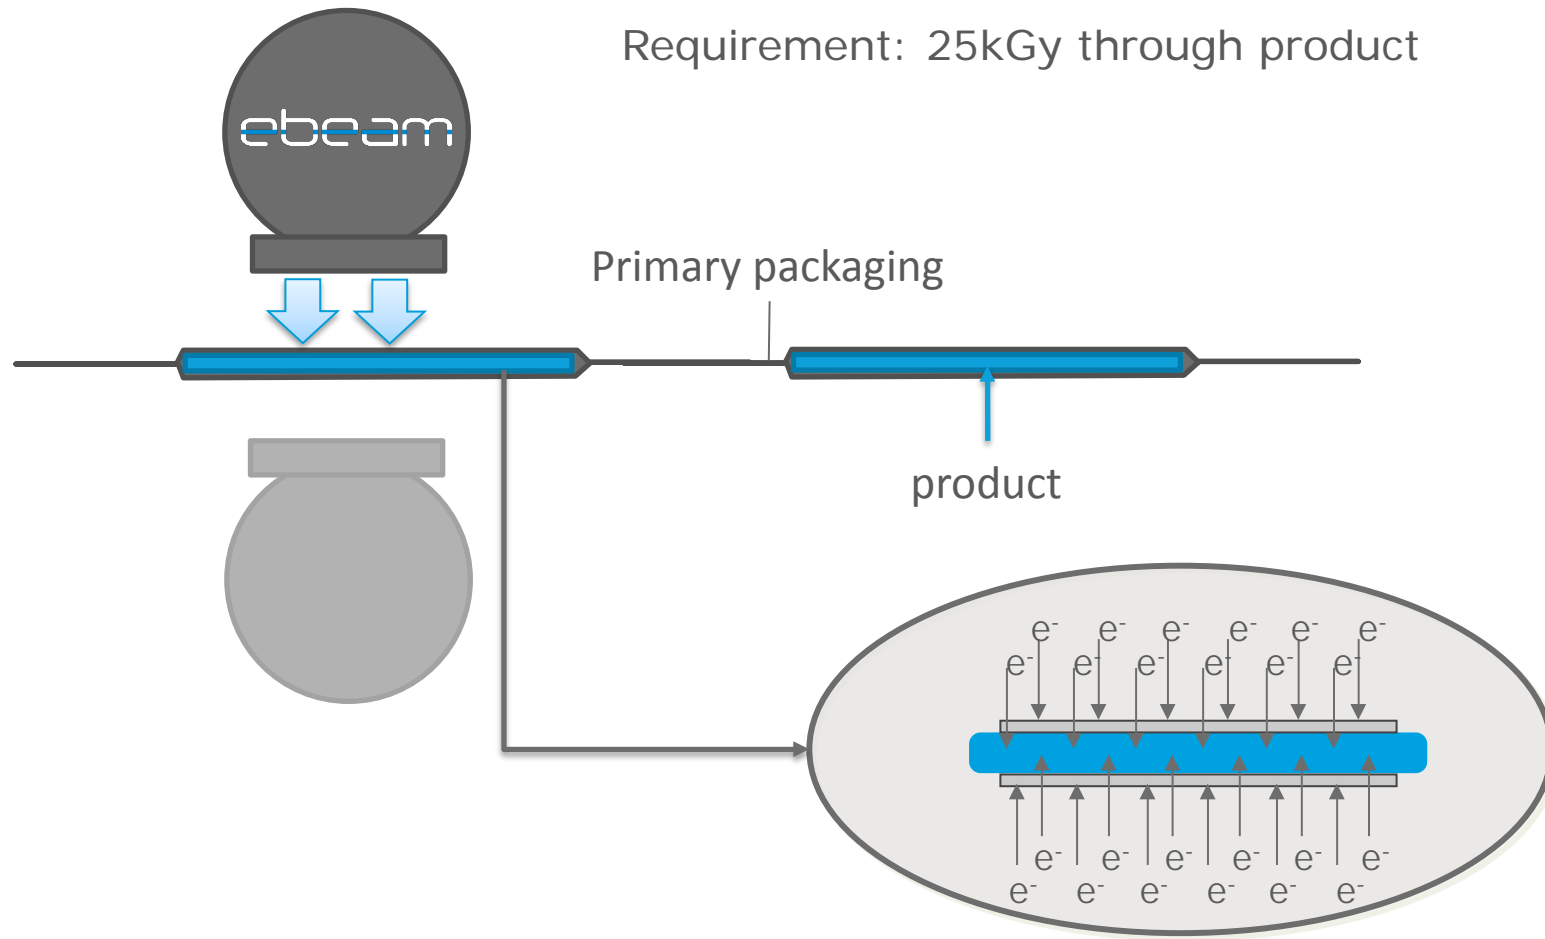 Requirement: 25kGy through product
ebeam
Primary packaging
product
e- e- e- e- e- e-
e- e- e- e- e- e-
e- e- e- e- e- e-
e- e- e- e- e- e-